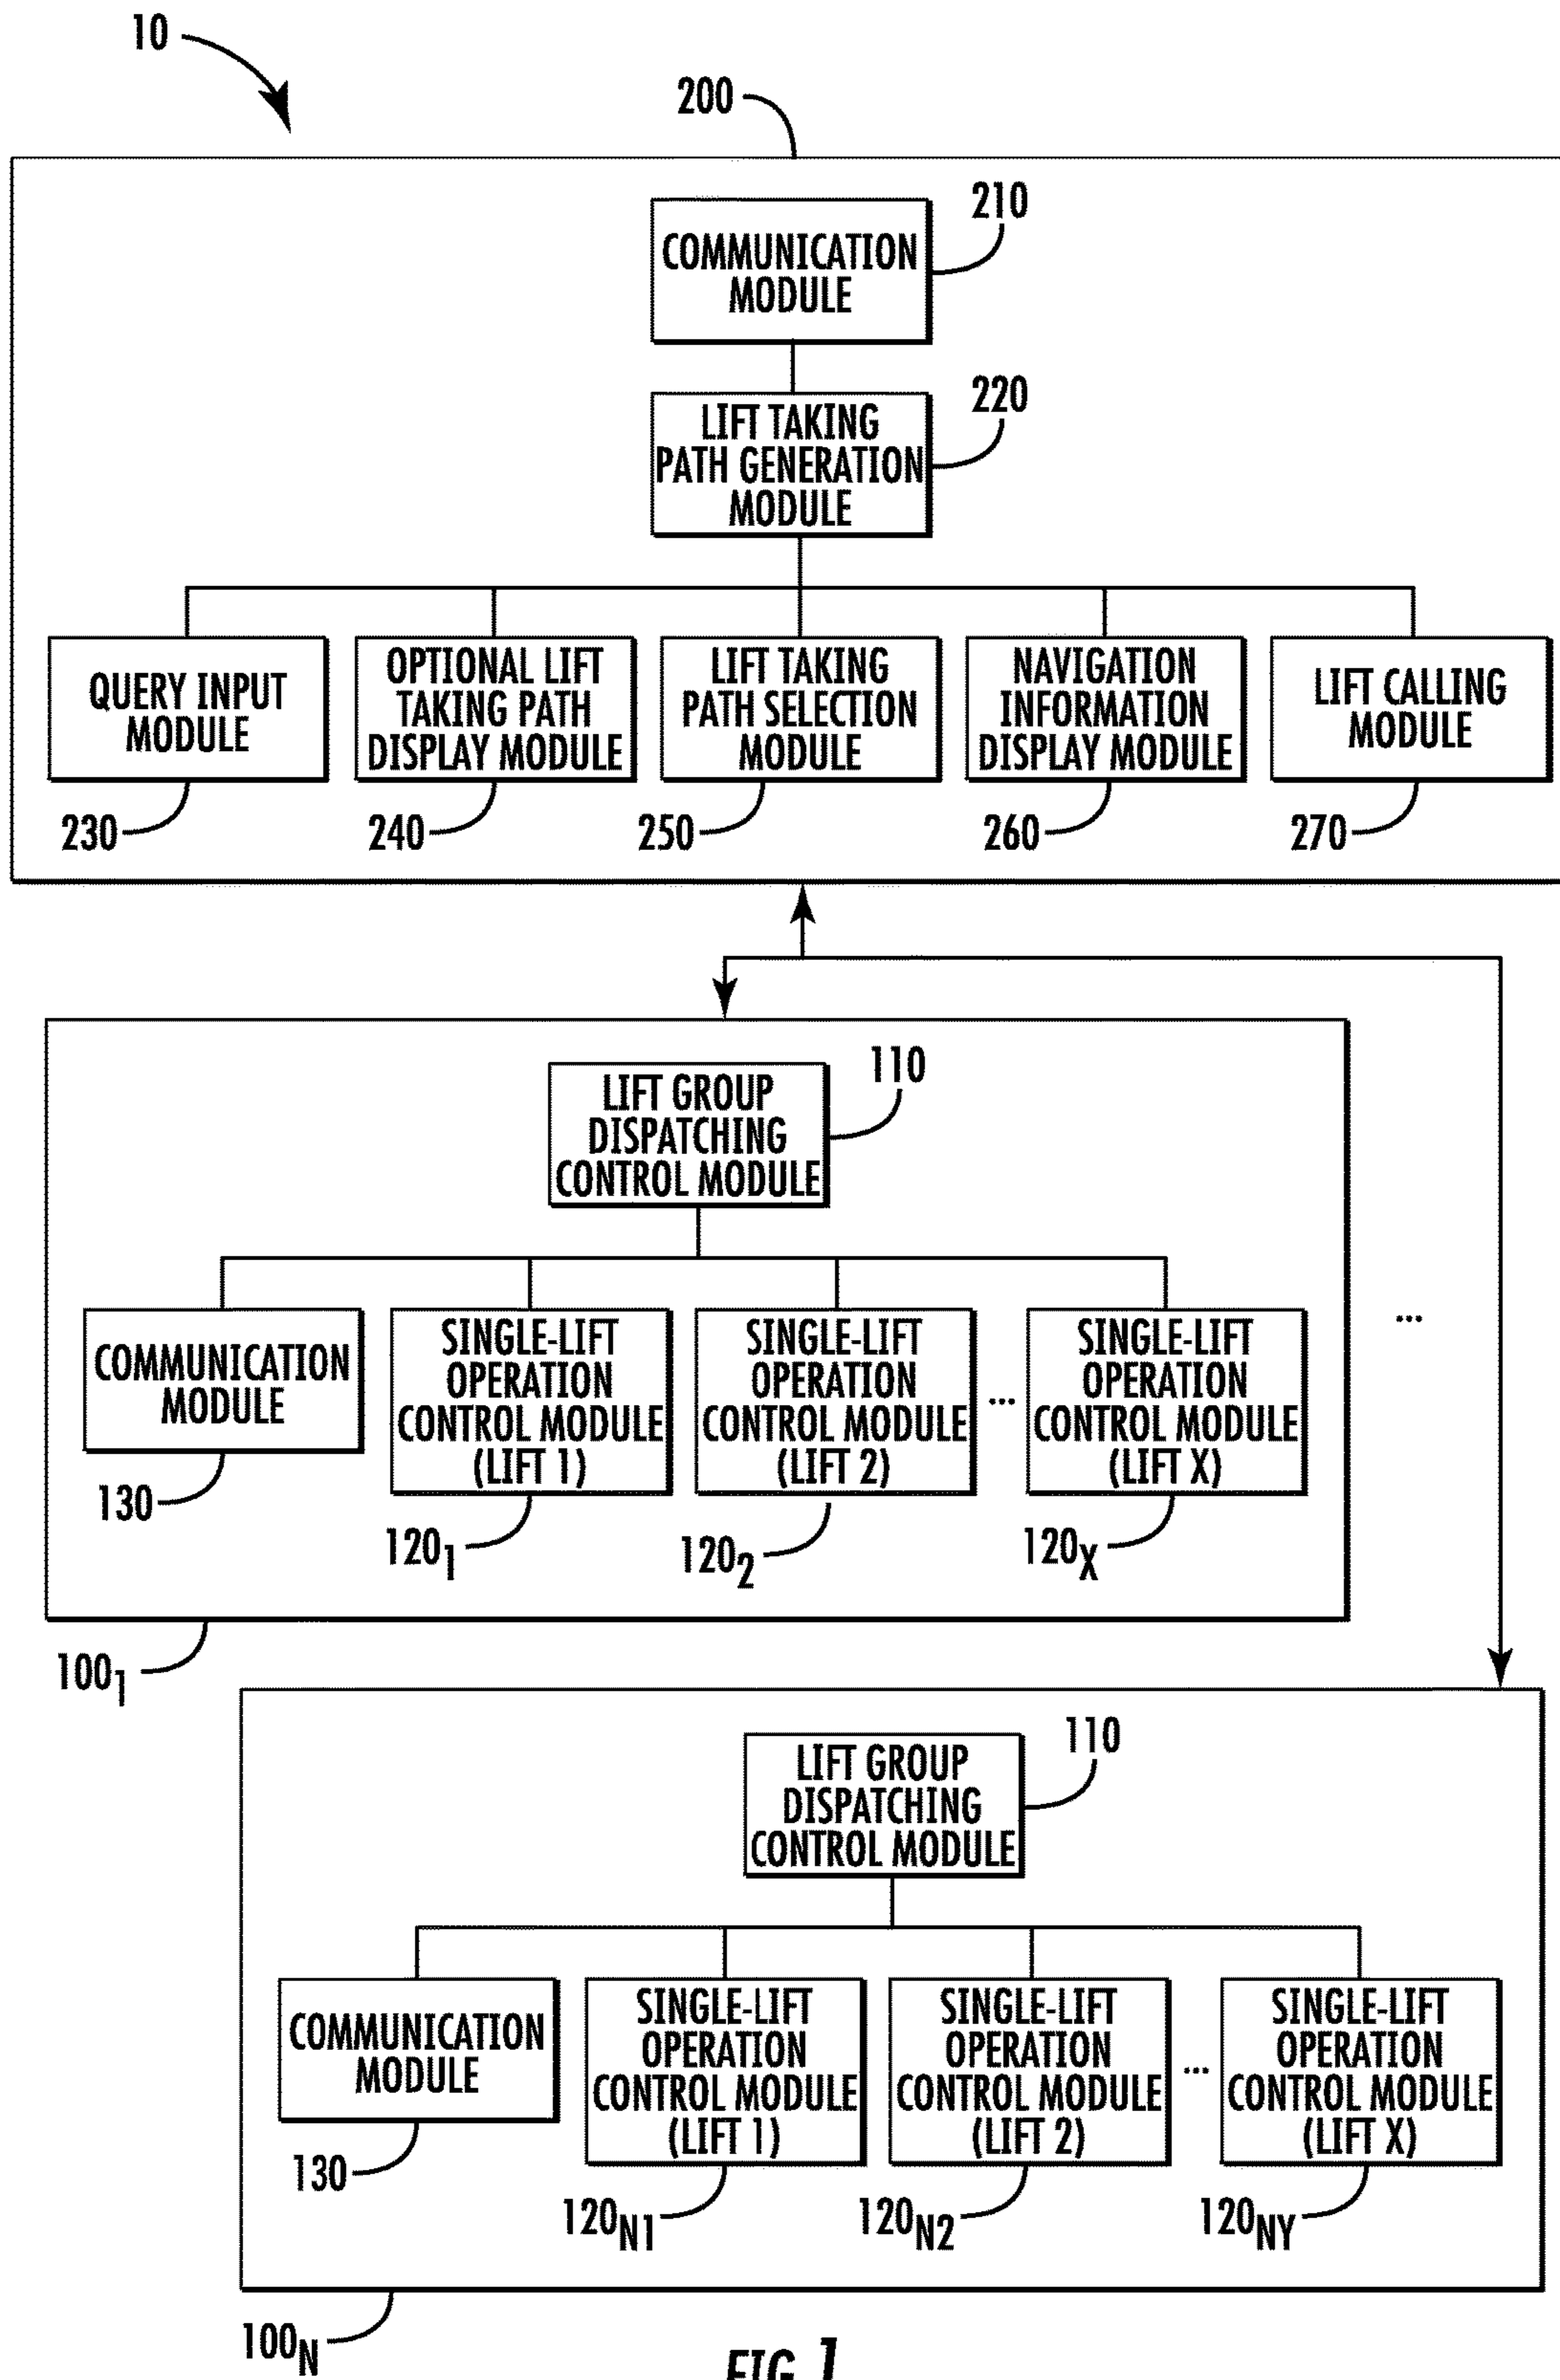 10
200
210
COMMUNICATION
MODULE
220
LIFT TAKING
PATH GENERATION
MODULE
QUERY INPUT
MODULE
OPTIONAL LIFT
TAKING PATH
DISPLAY MODULE
LIFT TAKING
PATH SELECTION
MODULE
NAVIGATION
INFORMATION
DISPLAY MODULE
LIFT CALLING
MODULE
230
240
250
260
270
110
LIFT GROUP
DISPATCHING
CONTROL MODULE
COMMUNICATION
MODULE
SINGLE-LIFT
OPERATION
CONTROL MODULE
(LIFT 1)
SINGLE-LIFT
OPERATION
CONTROL MODULE
(LIFT 2)
...
SINGLE-LIFT
OPERATION
CONTROL MODULE
(LIFT X)
...
130
120₁
120₂
120X
100₁
110
LIFT GROUP
DISPATCHING
CONTROL MODULE
COMMUNICATION
MODULE
SINGLE-LIFT
OPERATION
CONTROL MODULE
(LIFT 1)
SINGLE-LIFT
OPERATION
CONTROL MODULE
(LIFT 2)
...
SINGLE-LIFT
OPERATION
CONTROL MODULE
(LIFT X)
130
120N1
120N2
120NY
100N
FIG. 1